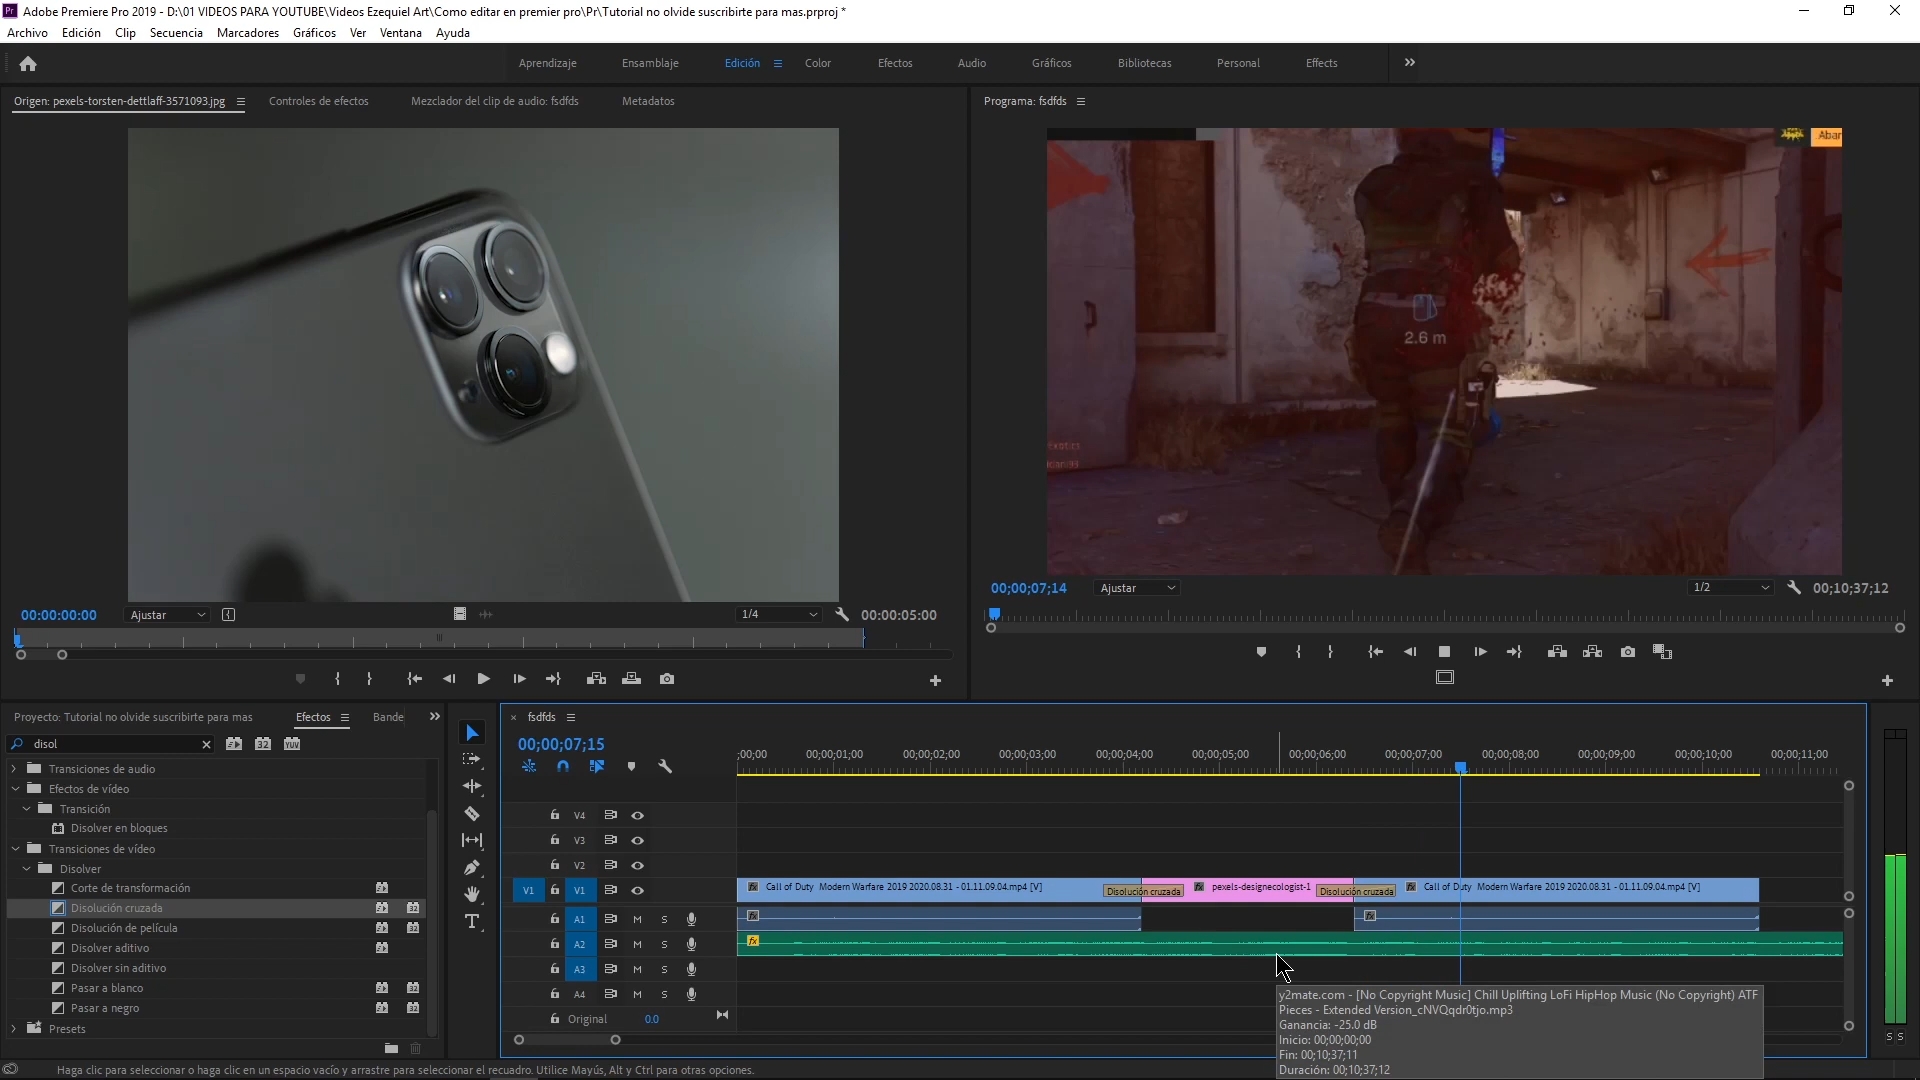 Adobe Premiere Pro 2019 - D:\01 VIDEOS PARA YOUTUBE\Videos Ezequiel Art\Como editar en premier pro\Pr\Tutorial no olvide suscribirte para mas.prproj *
Archivo Edición Clip Secuencia Marcadores Gráficos Ver Ventana Ayuda
Aprendizaje Ensamblaje Edición Color Efectos Audio Gráficos Bibliotecas Personal Effects
Origen: pexels-torsten-dettlaff-3571093.jpg Controles de efectos Mezclador del clip de audio: fsdfds Metadatos
Programa: fsdfds
Abar
2.6 m
00:00:00:00 Ajustar 1/4 00:00:05:00
00;00;07;14 Ajustar 1/2 00;10;37;12
Proyecto: Tutorial no olvide suscribirte para mas Efectos Bande
disol
32 YUV
Transiciones de audio
Efectos de vídeo
Transición
Disolver en bloques
Transiciones de vídeo
Disolver
Corte de transformación
Disolución cruzada
Disolución de película
Disolver aditivo
Disolver sin aditivo
Pasar a blanco
Pasar a negro
Presets
fsdfds
00;00;07;15
:00;00 00;00;01;00 00;00;02;00 00;00;03;00 00;00;04;00 00;00;05;00 00;00;06;00 00;00;07;00 00;00;08;00 00;00;09;00 00;00;10;00 00;00;11;00
V4
V3
V2
V1 V1 Call of Duty Modern Warfare 2019 2020.08.31 - 01.11.09.04.mp4 [V] Disolución cruzada pexels-designecologist-1 Disolución cruzada Call of Duty Modern Warfare 2019 2020.08.31 - 01.11.09.04.mp4 [V]
A1 M S
A2 M S
A3 M S
A4 M S
Original 0.0
S S
y2mate.com - [No Copyright Music] Chill Uplifting LoFi HipHop Music (No Copyright) ATF
Pieces - Extended Version_cNVQqdr0tjo.mp3
Ganancia: -25.0 dB
Inicio: 00;00;00;00
Fin: 00;10;37;11
Duración: 00;10;37;12
Haga clic para seleccionar o haga clic en un espacio vacío y arrastre para seleccionar el recuadro. Utilice Mayús, Alt y Ctrl para otras opciones.